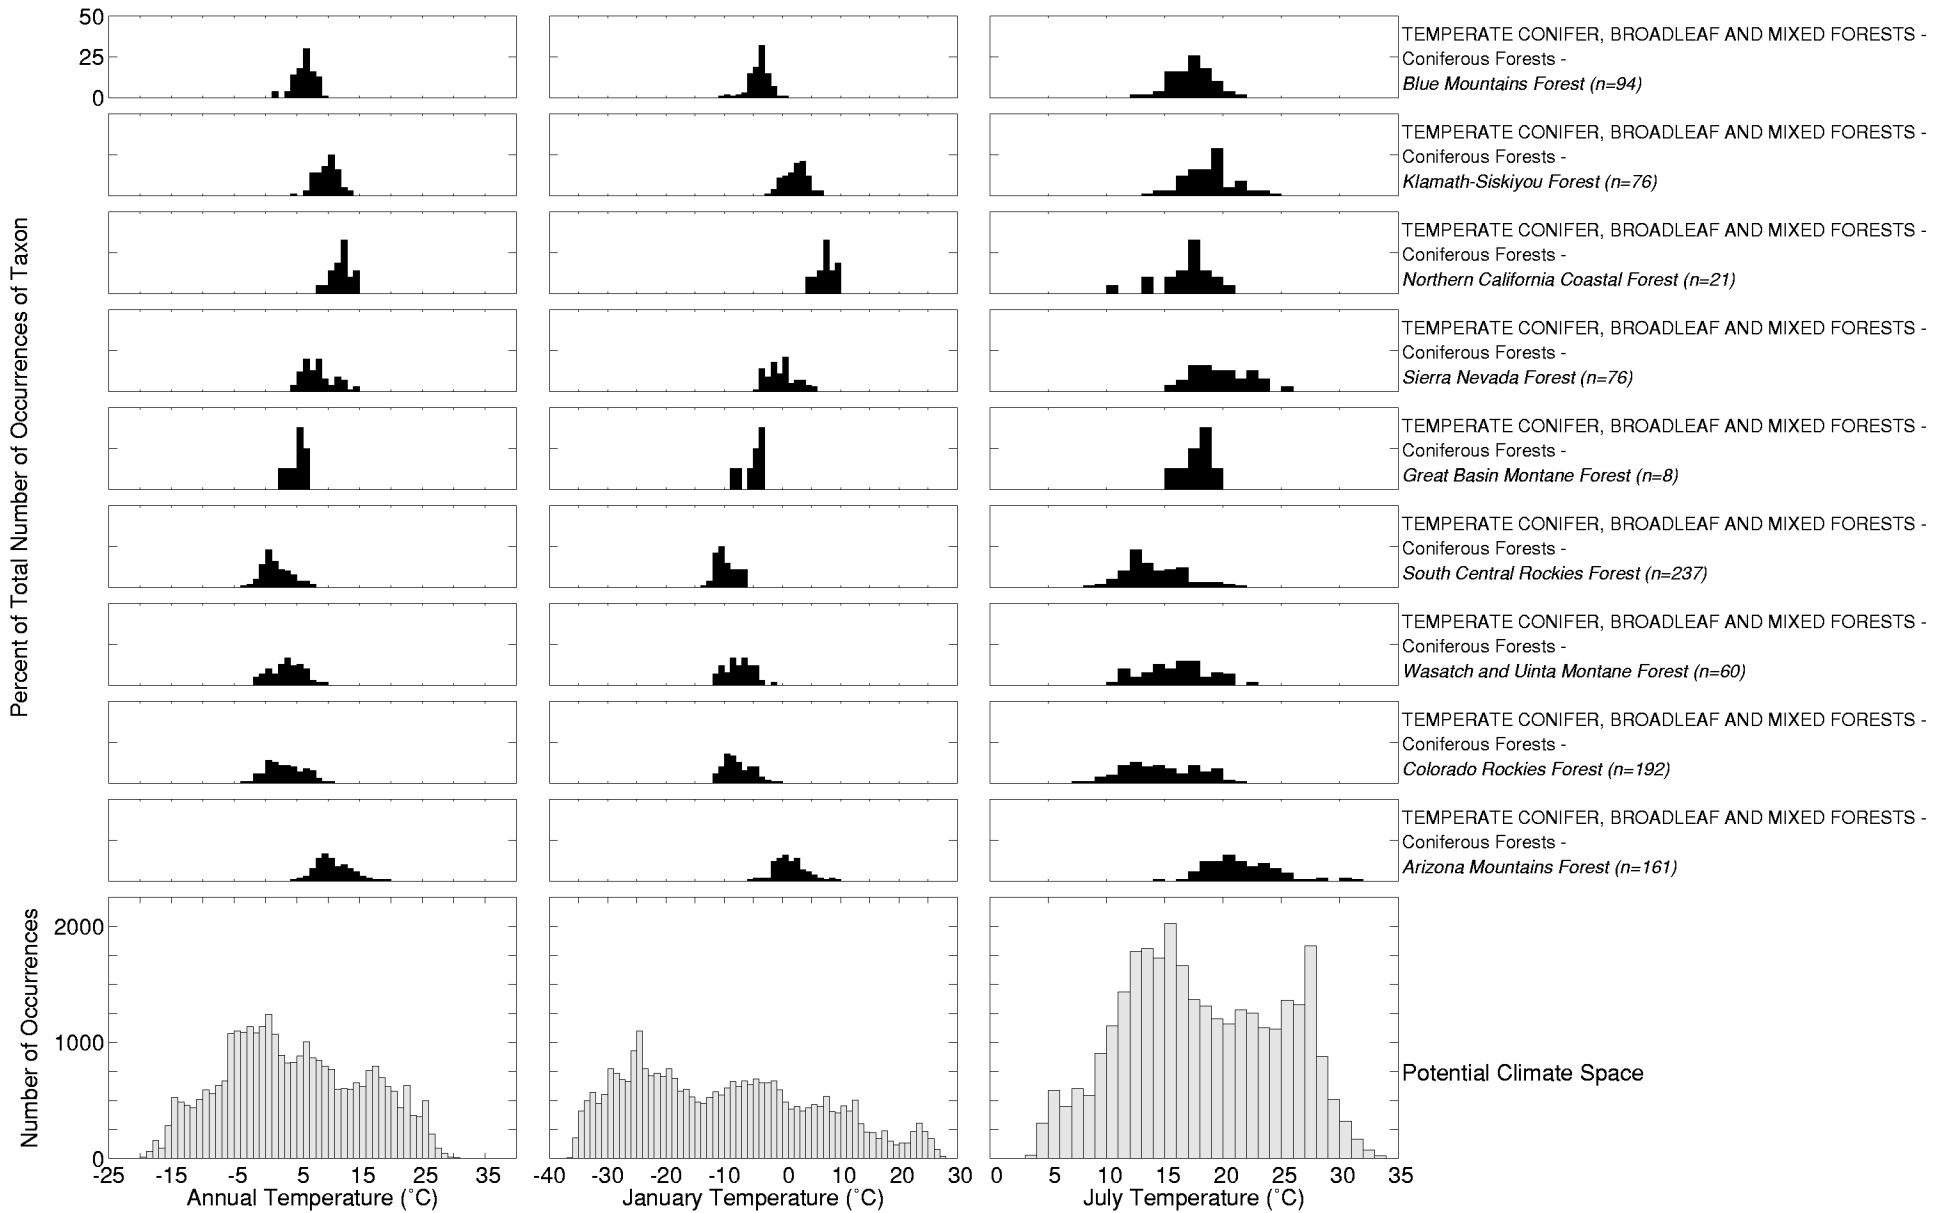 50
25
0
TEMPERATE CONIFER, BROADLEAF AND MIXED FORESTS -
Coniferous Forests -
Blue Mountains Forest (n=94)
TEMPERATE CONIFER, BROADLEAF AND MIXED FORESTS -
Coniferous Forests -
Klamath-Siskiyou Forest (n=76)
TEMPERATE CONIFER, BROADLEAF AND MIXED FORESTS -
Coniferous Forests -
Northern California Coastal Forest (n=21)
TEMPERATE CONIFER, BROADLEAF AND MIXED FORESTS -
Coniferous Forests -
Sierra Nevada Forest (n=76)
TEMPERATE CONIFER, BROADLEAF AND MIXED FORESTS -
Coniferous Forests -
Great Basin Montane Forest (n=8)
TEMPERATE CONIFER, BROADLEAF AND MIXED FORESTS -
Coniferous Forests -
South Central Rockies Forest (n=237)
TEMPERATE CONIFER, BROADLEAF AND MIXED FORESTS -
Coniferous Forests -
Wasatch and Uinta Montane Forest (n=60)
TEMPERATE CONIFER, BROADLEAF AND MIXED FORESTS -
Coniferous Forests -
Colorado Rockies Forest (n=192)
TEMPERATE CONIFER, BROADLEAF AND MIXED FORESTS -
Coniferous Forests -
Arizona Mountains Forest (n=161)
Percent of Total Number of Occurrences of Taxon
Number of Occurrences
2000
1000
0
Potential Climate Space
-25 -15 -5 5 15 25 35
-40 -30 -20 -10 0 10 20 30
0 5 10 15 20 25 30 35
Annual Temperature (˚C)
January Temperature (˚C)
July Temperature (˚C)